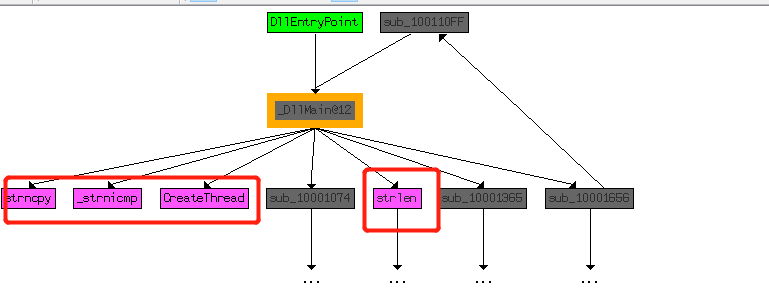 DllEntryPoint sub_100110FF
_DllMain@12
strncpy _strnicmp CreateThread sub_10001074 strlen sub_10001365 sub_10001656
... ... ... ...